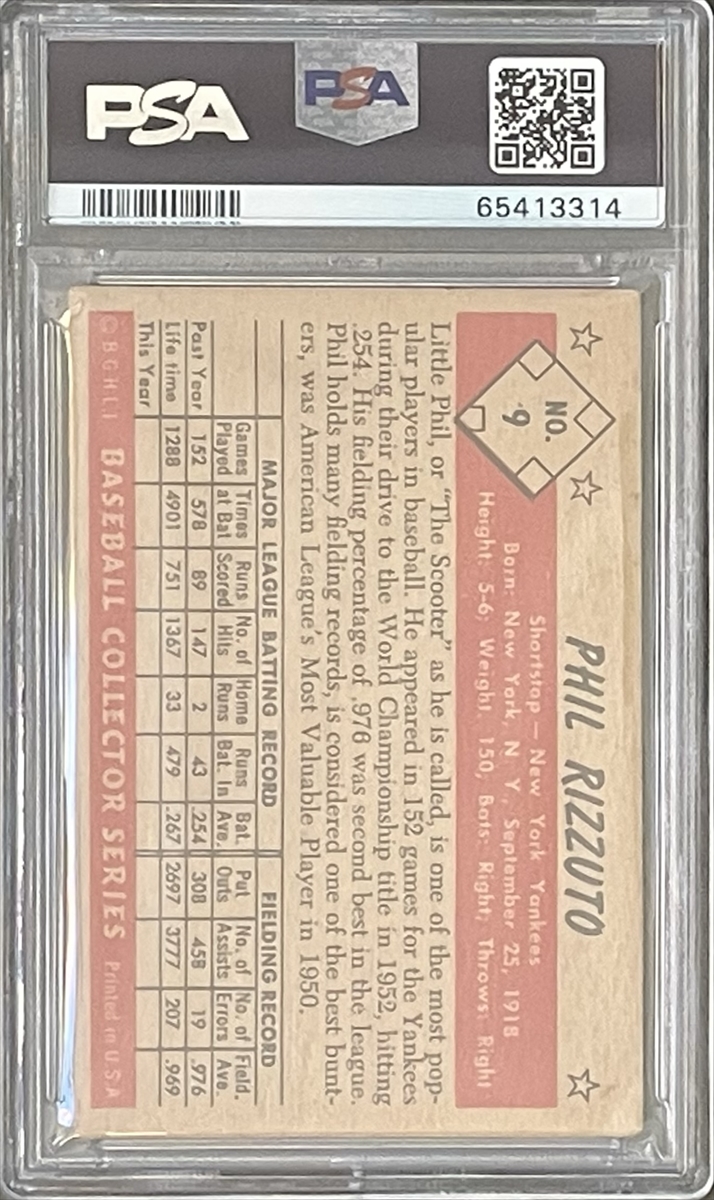 PSA
PSA
65413314
NO.
9
PHIL RIZZUTO
Shortstop — New York Yankees
Born: New York, N. Y., September 25, 1918
Height: 5-6; Weight, 150, Bats: Right; Throws: Right
Little Phil, or "The Scooter" as he is called, is one of the most pop-
ular players in baseball. He appeared in 152 games for the Yankees
during their drive to the World Championship title in 1952, hitting
.254. His fielding percentage of .976 was second best in the league.
Phil holds many fielding records, is considered one of the best bunt-
ers, was American League's Most Valuable Player in 1950.
MAJOR LEAGUE BATTING RECORD FIELDING RECORD
Games Played Times at Bat Runs Scored No. of Hits Home Runs Runs Bat. In Bat. Ave. Put Outs No. of Assists No. of Errors Field. Ave.
Past Year 152 578 89 147 2 43 .254 308 458 19 .976
Life time 1288 4901 751 1367 33 479 .267 2697 3777 207 .969
This Year
© B.G.H.L.I. BASEBALL COLLECTOR SERIES Printed in U.S.A